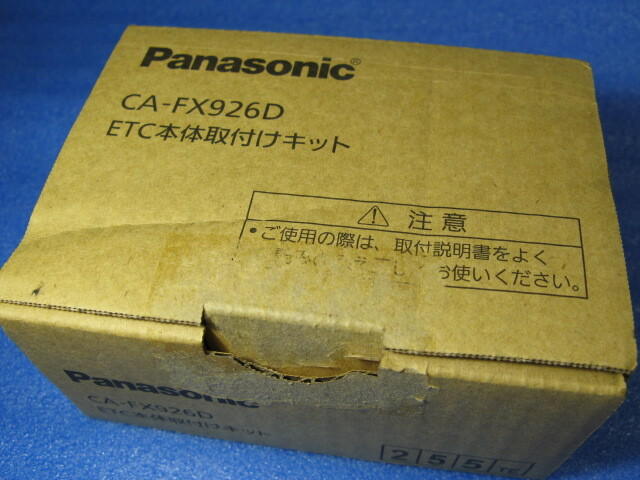 Panasonic®
CA-FX926D
ETC本体取付けキット
⚠ 注意
•ご使用の際は、取付説明書をよく
お使いください。
Panasonic
CA-FX926D
ETC本体取付けキット
2 5 5 TE